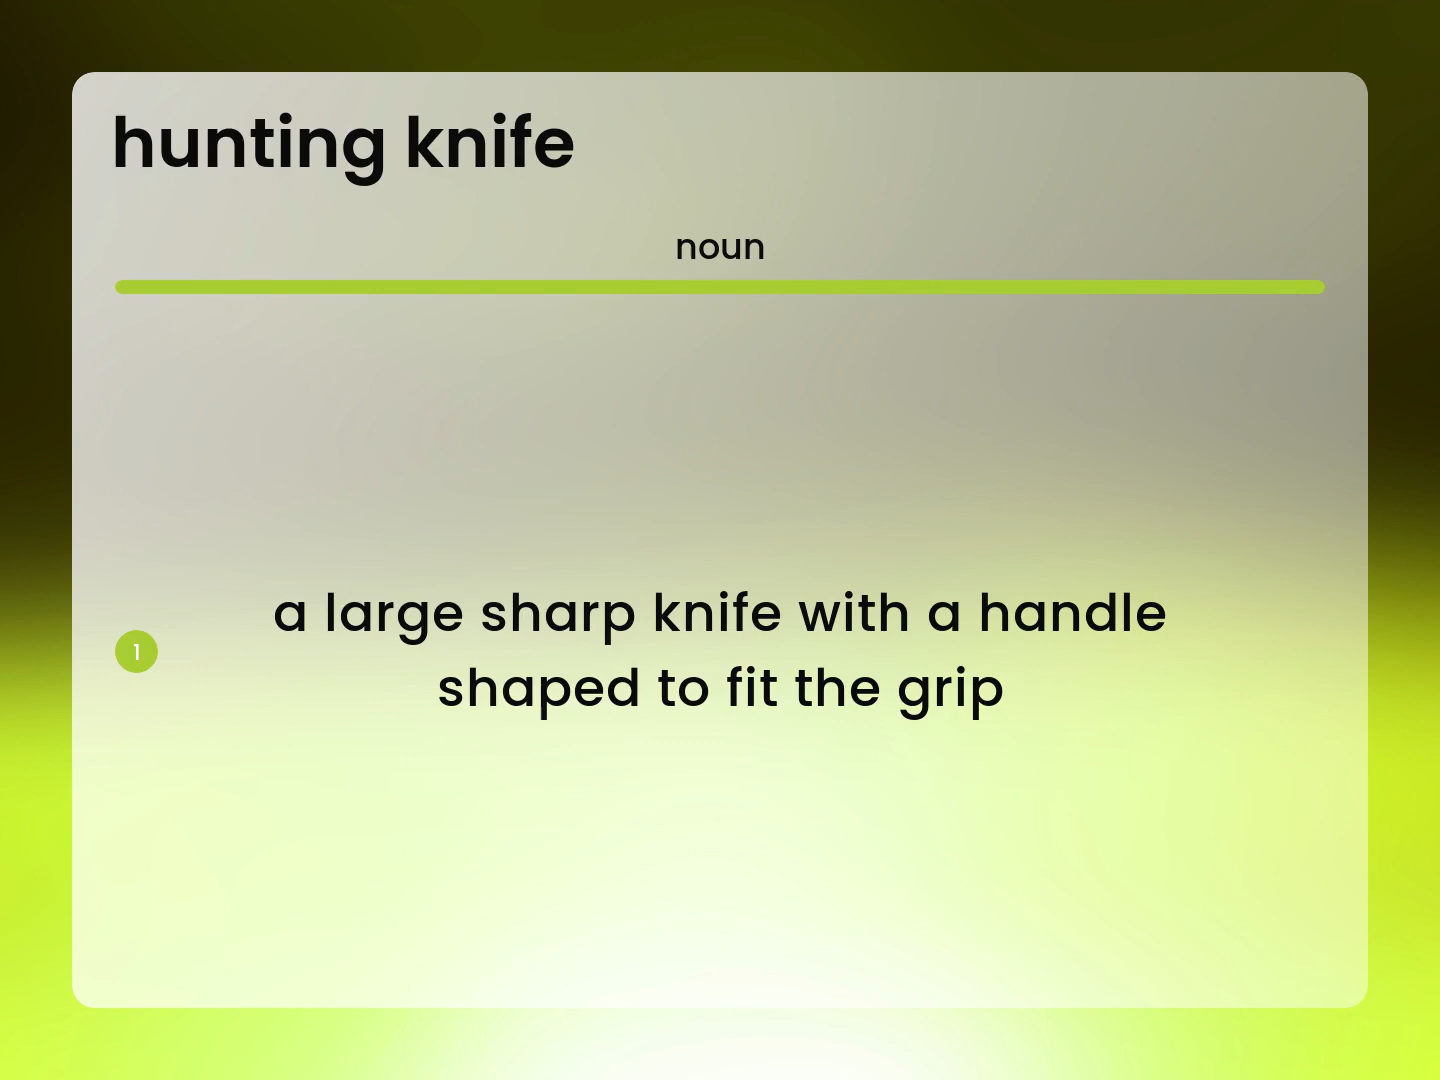 hunting knife
noun
1
a large sharp knife with a handle
shaped to fit the grip